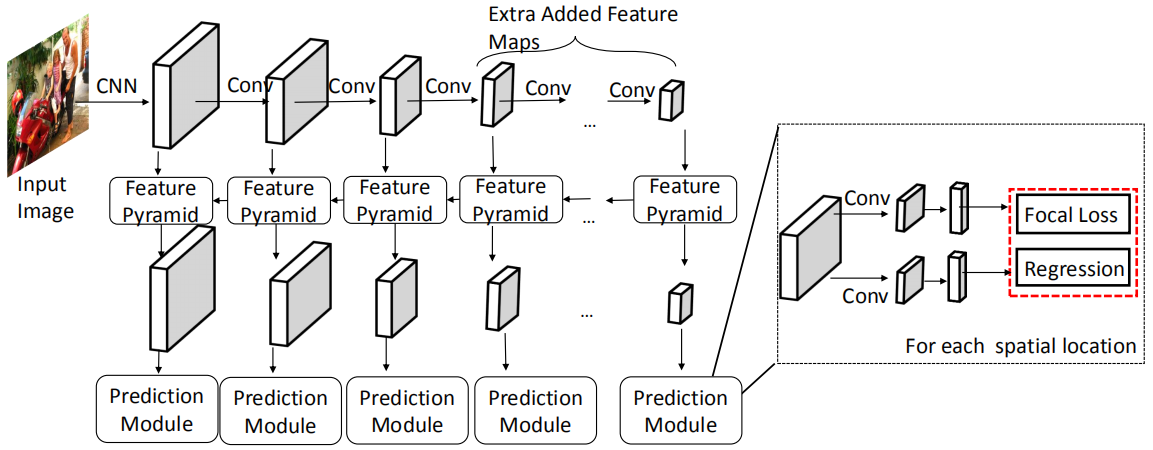 Extra Added Feature
Maps
CNN
Conv
Conv
Conv
Conv
Conv
...
Input
Image
Feature
Pyramid
Feature
Pyramid
Feature
Pyramid
Feature
Pyramid
...
Feature
Pyramid
...
Prediction
Module
Prediction
Module
Prediction
Module
Prediction
Module
Prediction
Module
Conv
Focal Loss
Conv
Regression
For each spatial location